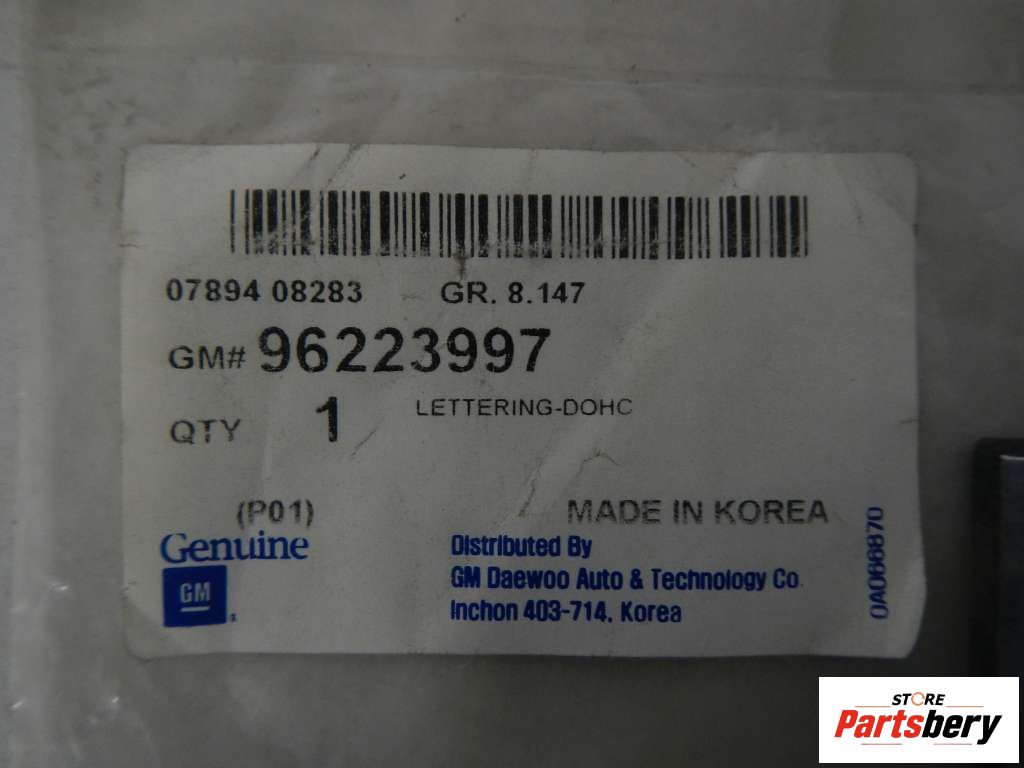 07894 08283 GR. 8.147
GM# 96223997
QTY 1 LETTERING-DOHC
(P01) MADE IN KOREA
Genuine
GM
Distributed By
GM Daewoo Auto & Technology Co.
Inchon 403-714, Korea
0A066870
STORE
Partsbery